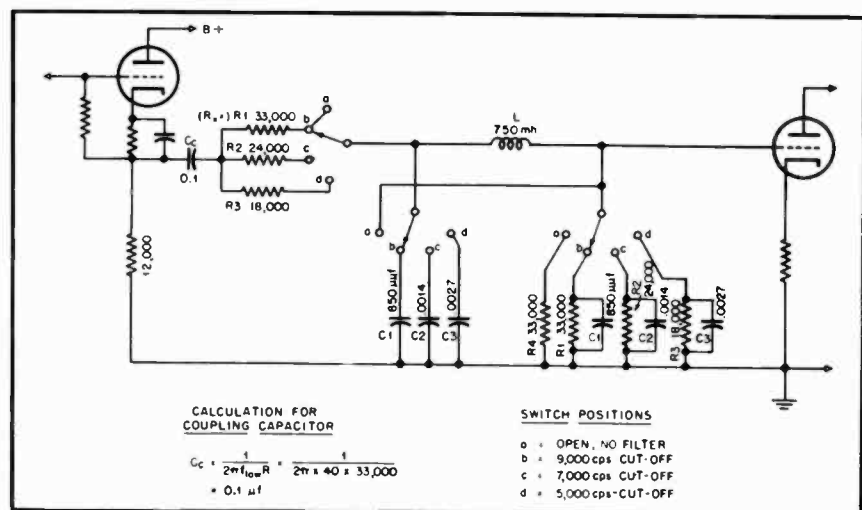 B+
a
L
750 mh
(Rx=) R1 33,000
b
R2 24,000
c
Cc
0.1
R3 18,000
d
12,000
a
b
c
d
850 µµf
.0014
.0027
C1
C2
C3
a
b
c
d
R4 33,000
R1 33,000
850 µµf
C1
R2
24,000
.0014
C2
R3 18,000
.0027
C3
CALCULATION FOR
COUPLING CAPACITOR
Cc = 1 / 2πf low R = 1 / 2π x 40 x 33,000
= 0.1 µf
SWITCH POSITIONS
a = OPEN, NO FILTER
b = 9,000 cps CUT-OFF
c = 7,000 cps CUT-OFF
d = 5,000 cps-CUT-OFF